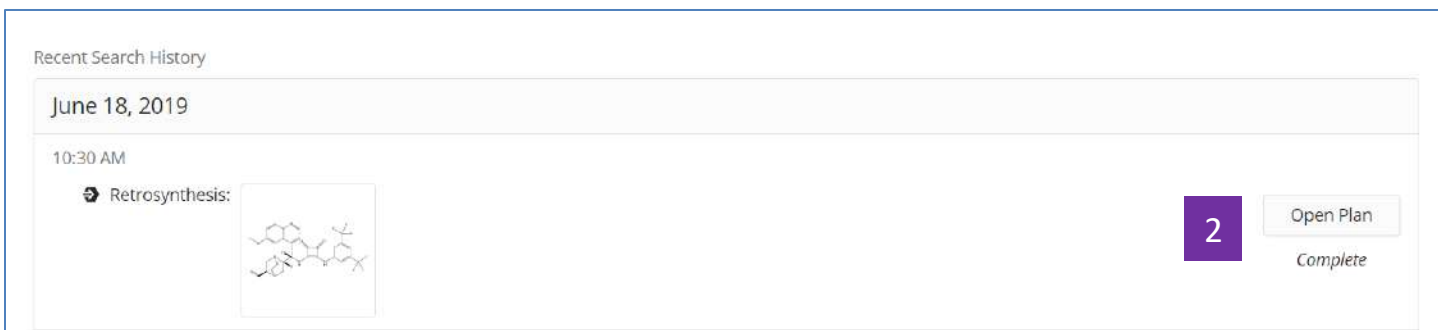 Recent Search History
June 18, 2019
10:30 AM
Retrosynthesis:
2
Open Plan
Complete